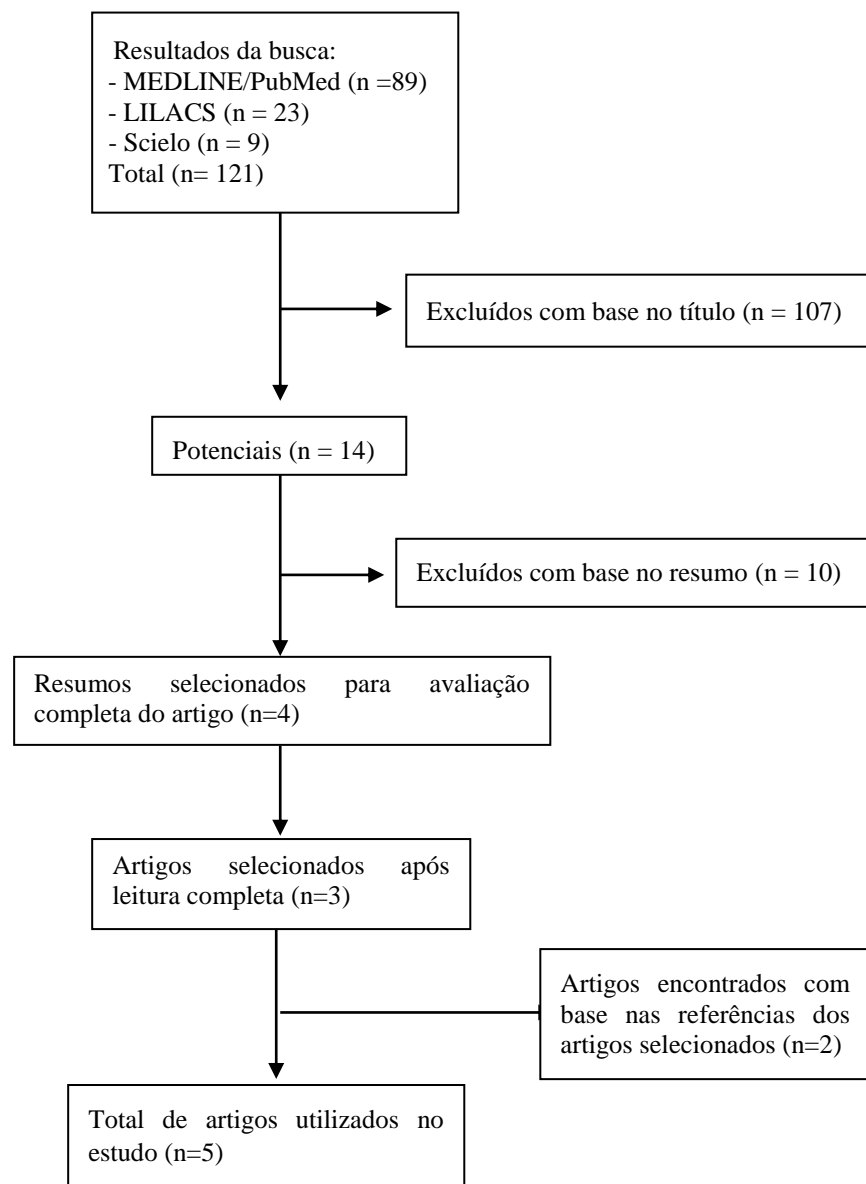 Resultados da busca:
- MEDLINE/PubMed (n =89)
- LILACS (n = 23)
- Scielo (n = 9)
Total (n= 121)
Excluídos com base no título (n = 107)
Potenciais (n = 14)
Excluídos com base no resumo (n = 10)
Resumos selecionados para avaliação
completa do artigo (n=4)
Artigos selecionados após
leitura completa (n=3)
Artigos encontrados com
base nas referências dos
artigos selecionados (n=2)
Total de artigos utilizados no
estudo (n=5)